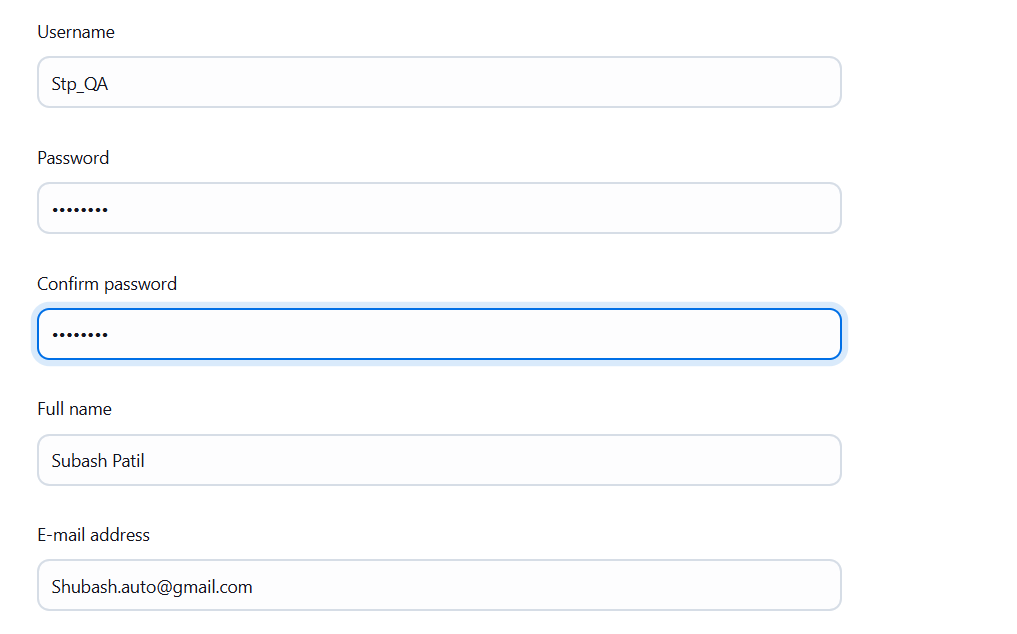 Username
Stp_QA
Password
••••••••
Confirm password
••••••••
Full name
Subash Patil
E-mail address
Shubash.auto@gmail.com